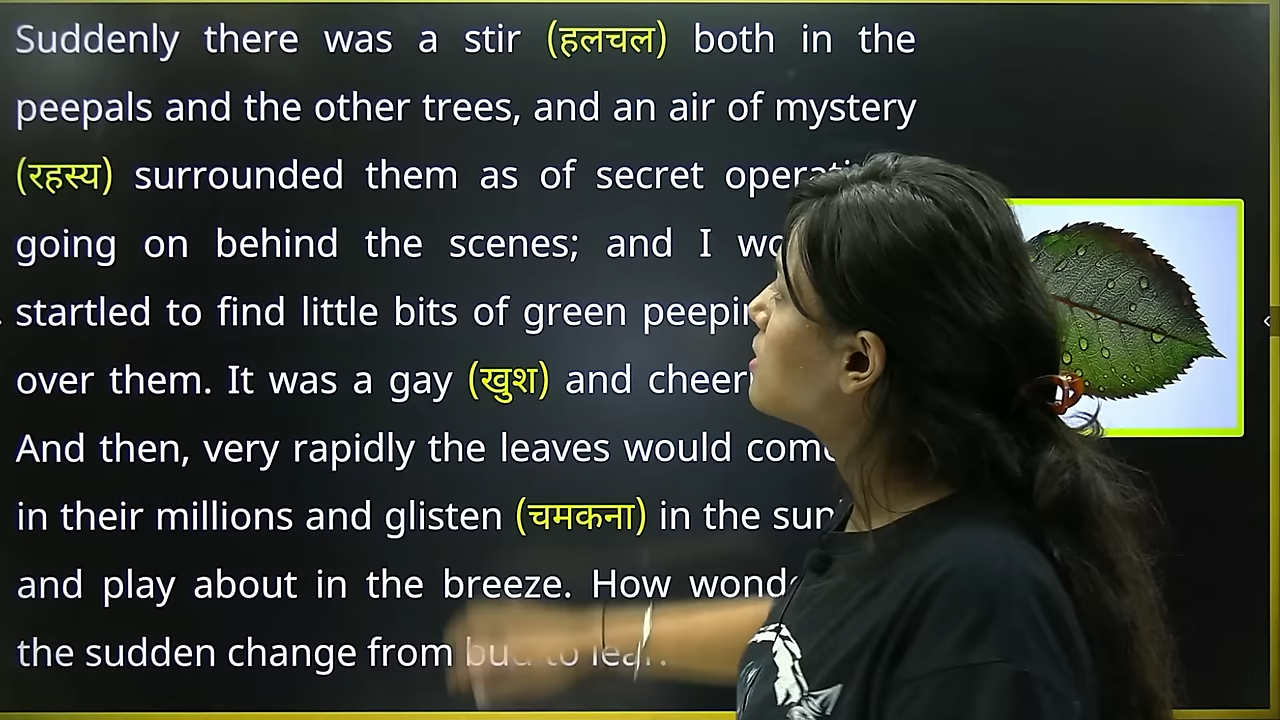 Suddenly there was a stir (हलचल) both in the
peepals and the other trees, and an air of mystery
(रहस्य) surrounded them as of secret
going on behind the scenes; and I
startled to find little bits of green
over them. It was a gay (खुश) and
And then, very rapidly the leaves would
in their millions and glisten (चमकना) in the
and play about in the breeze. How
the sudden change from bud to leaf.